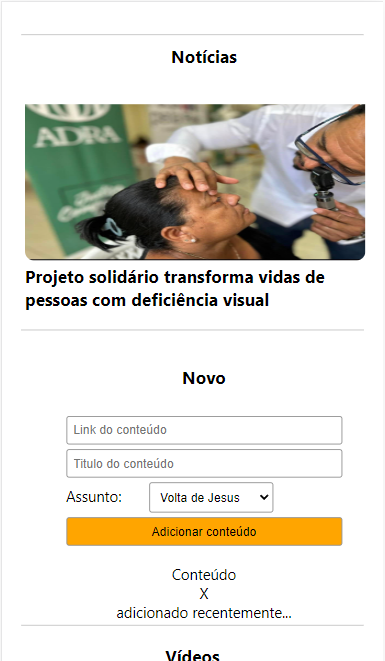 Notícias
ADRA
Projeto solidário transforma vidas de
pessoas com deficiência visual
Novo
Link do conteúdo
Titulo do conteúdo
Assunto:
Volta de Jesus
Adicionar conteúdo
Conteúdo
X
adicionado recentemente...
Vídeos